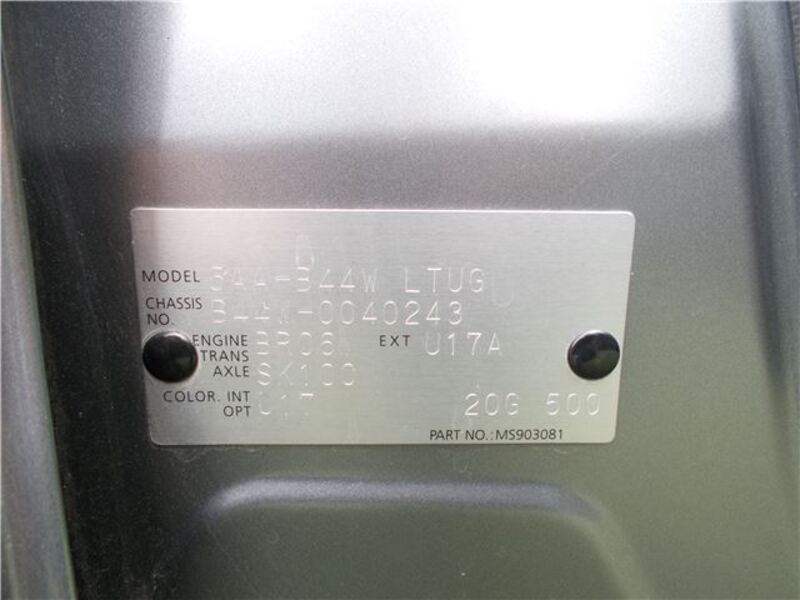 MODEL 5AA-B44W LTUG
CHASSIS NO. B44W-0040243
ENGINE BR06 EXT U17A
TRANS
AXLE SK100
COLOR. INT
OPT U17 20G 500
PART NO.: MS903081